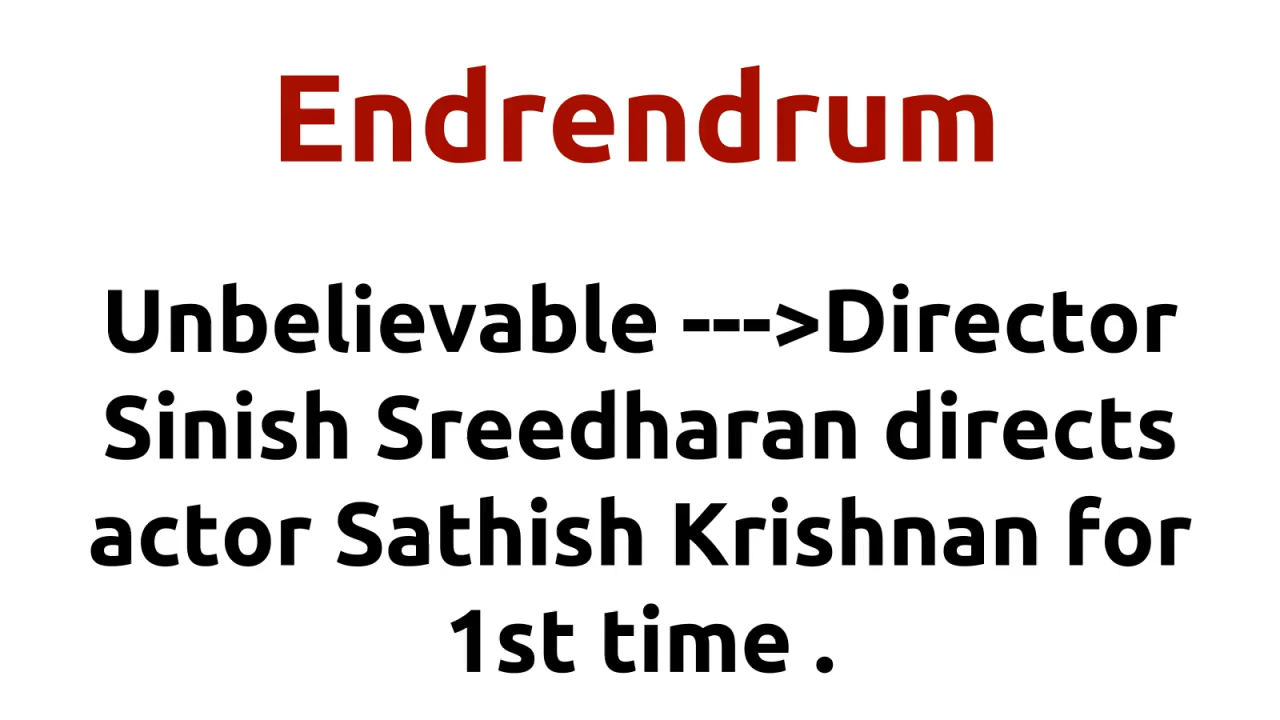 Endrendrum
Unbelievable --->Director
Sinish Sreedharan directs
actor Sathish Krishnan for
1st time .